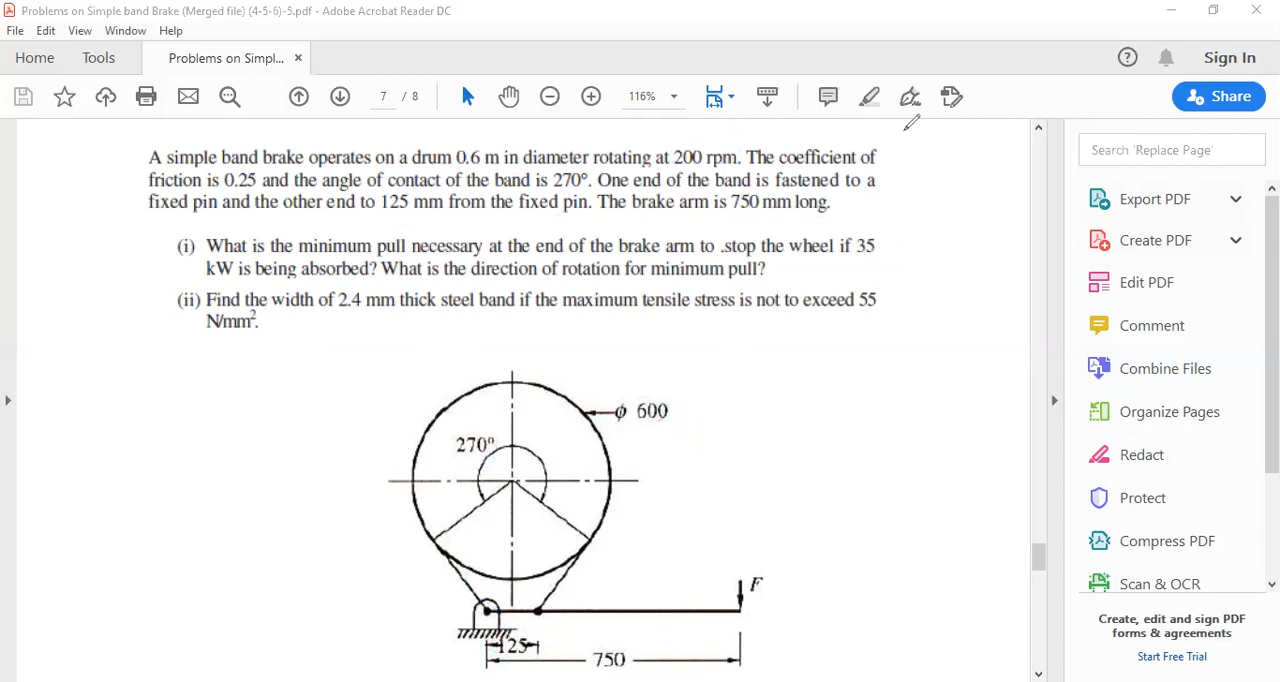 Problems on Simple band Brake (Merged file) (4-5-6)-5.pdf - Adobe Acrobat Reader DC
File Edit View Window Help
Home Tools Problems on Simpl... × Sign In
7 / 8 116% Share
A simple band brake operates on a drum 0.6 m in diameter rotating at 200 rpm. The coefficient of
friction is 0.25 and the angle of contact of the band is 270°. One end of the band is fastened to a
fixed pin and the other end to 125 mm from the fixed pin. The brake arm is 750 mm long.
(i) What is the minimum pull necessary at the end of the brake arm to .stop the wheel if 35
kW is being absorbed? What is the direction of rotation for minimum pull?
(ii) Find the width of 2.4 mm thick steel band if the maximum tensile stress is not to exceed 55
N/mm².
ϕ 600
270°
F
125
750
Search 'Replace Page'
Export PDF
Create PDF
Edit PDF
Comment
Combine Files
Organize Pages
Redact
Protect
Compress PDF
Scan & OCR
Create, edit and sign PDF
forms & agreements
Start Free Trial